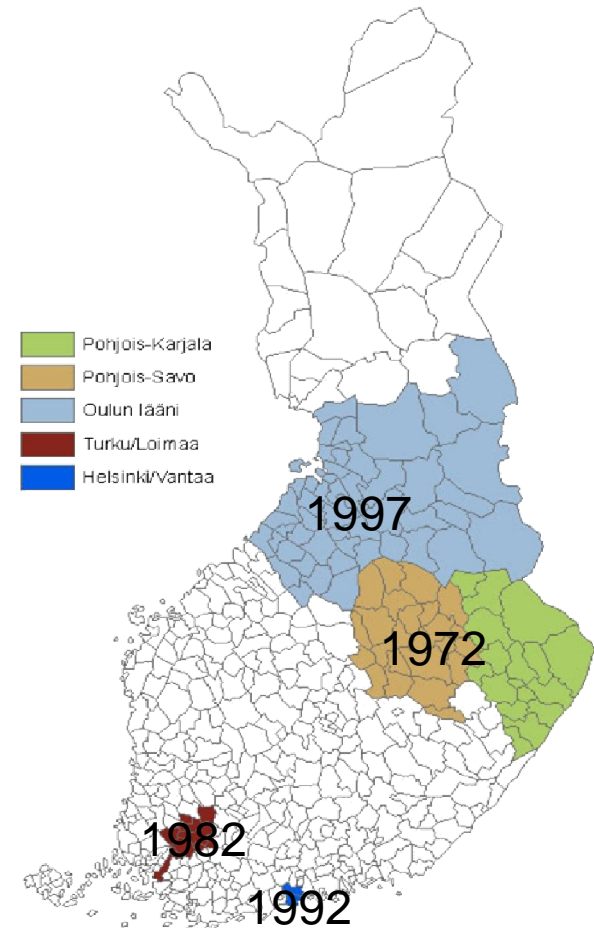 Pohjois-Karjala
Pohjois-Savo
Oulun lääni
Turku/Loimaa
Helsinki/Vantaa
1997
1972
1982
1992